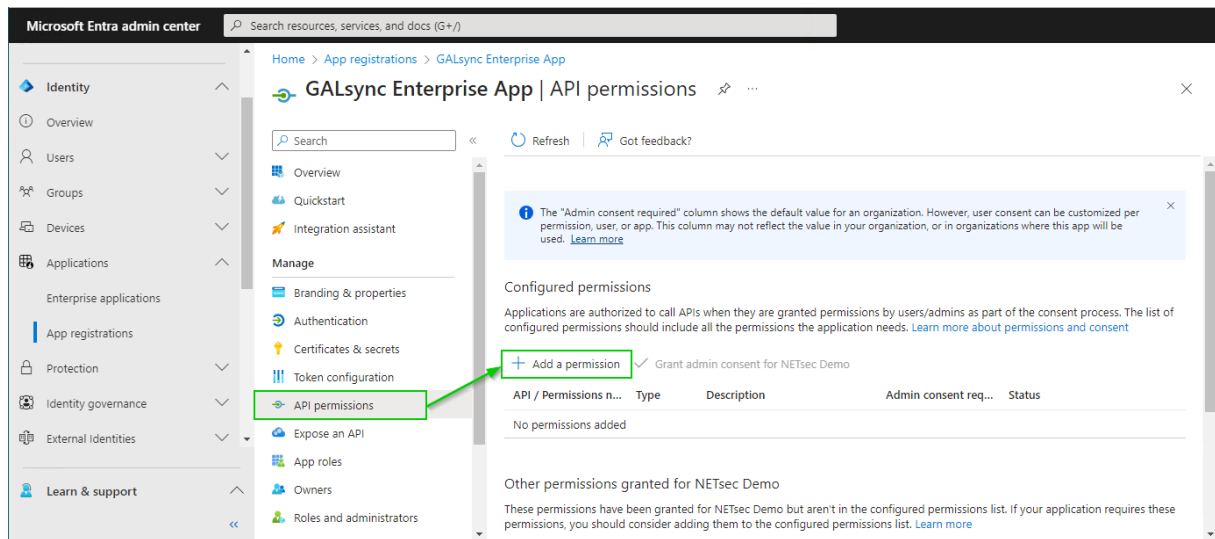 Microsoft Entra admin center
Search resources, services, and docs (G+/)
Identity
Overview
Users
Groups
Devices
Applications
Enterprise applications
App registrations
Protection
Identity governance
External Identities
Learn & support
«
Home > App registrations > GALsync Enterprise App
GALsync Enterprise App | API permissions
...
Search
«
Overview
Quickstart
Integration assistant
Manage
Branding & properties
Authentication
Certificates & secrets
Token configuration
API permissions
Expose an API
App roles
Owners
Roles and administrators
Refresh
Got feedback?
The "Admin consent required" column shows the default value for an organization. However, user consent can be customized per
permission, user, or app. This column may not reflect the value in your organization, or in organizations where this app will be
used. Learn more
Configured permissions
Applications are authorized to call APIs when they are granted permissions by users/admins as part of the consent process. The list of
configured permissions should include all the permissions the application needs. Learn more about permissions and consent
Add a permission
Grant admin consent for NETsec Demo
API / Permissions n... Type Description Admin consent req... Status
No permissions added
Other permissions granted for NETsec Demo
These permissions have been granted for NETsec Demo but aren't in the configured permissions list. If your application requires these
permissions, you should consider adding them to the configured permissions list. Learn more